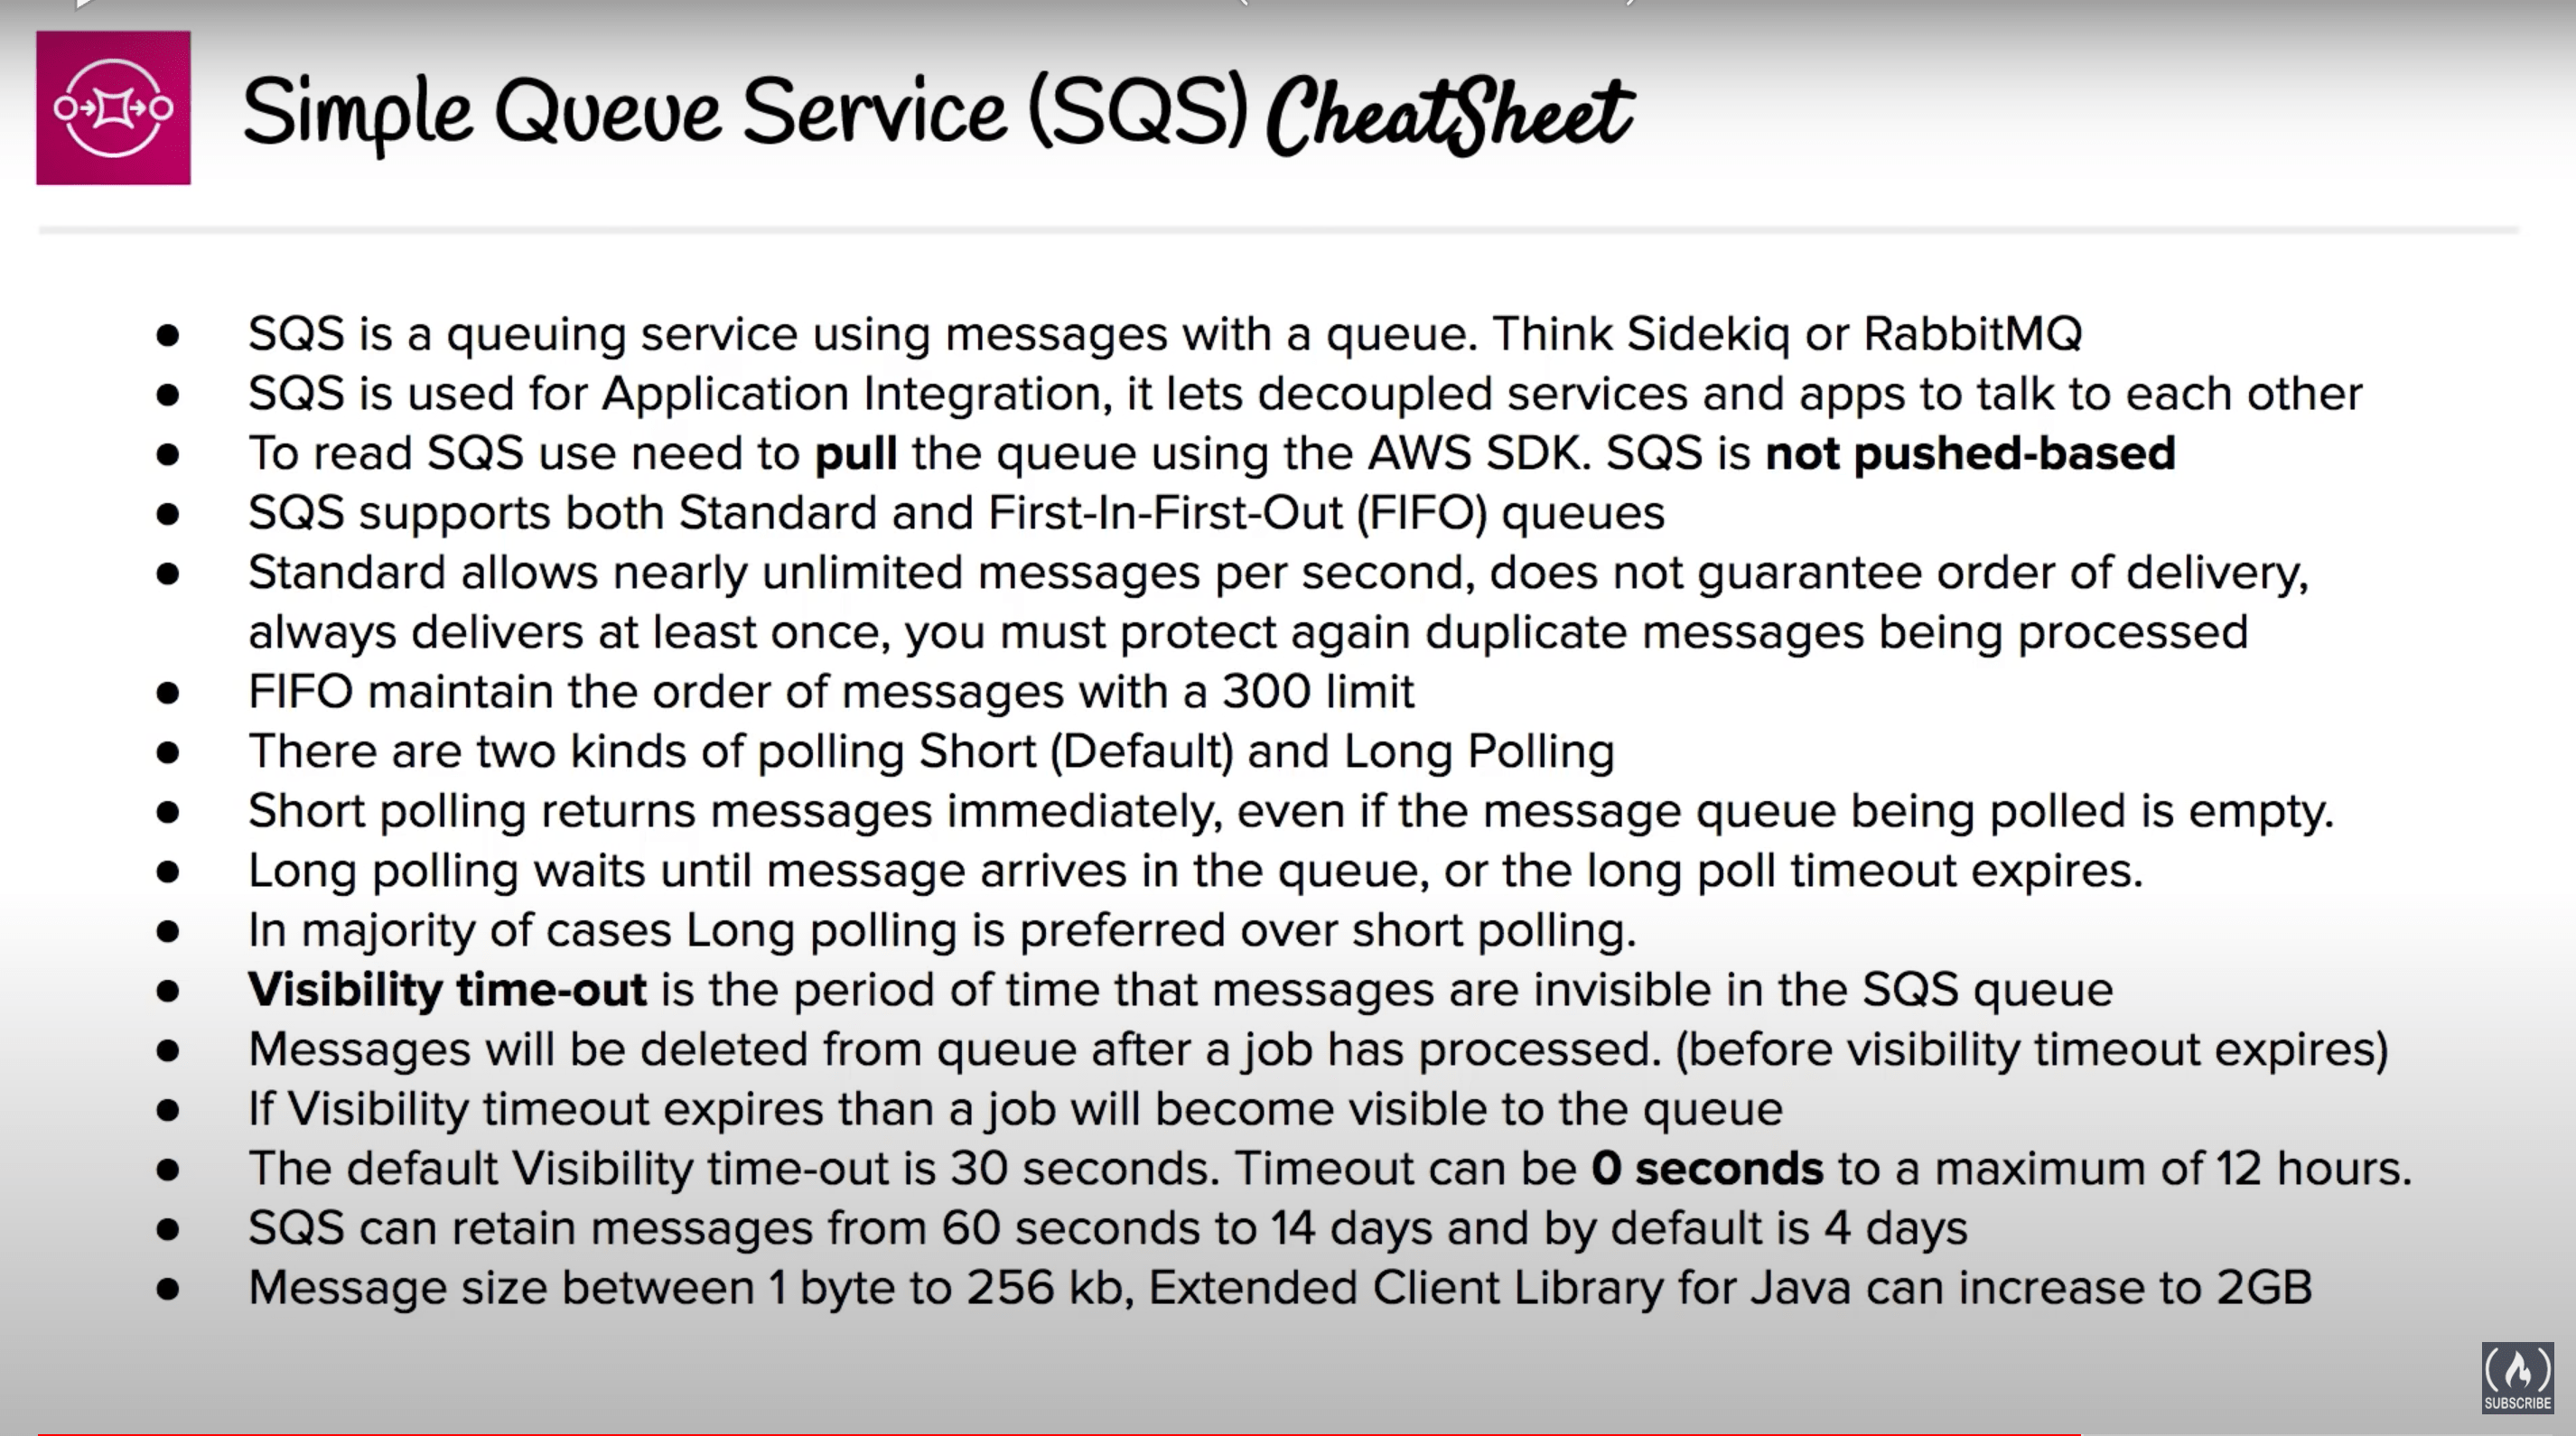 Simple Queue Service (SQS) CheatSheet
● SQS is a queuing service using messages with a queue. Think Sidekiq or RabbitMQ
● SQS is used for Application Integration, it lets decoupled services and apps to talk to each other
● To read SQS use need to pull the queue using the AWS SDK. SQS is not pushed-based
● SQS supports both Standard and First-In-First-Out (FIFO) queues
● Standard allows nearly unlimited messages per second, does not guarantee order of delivery,
always delivers at least once, you must protect again duplicate messages being processed
● FIFO maintain the order of messages with a 300 limit
● There are two kinds of polling Short (Default) and Long Polling
● Short polling returns messages immediately, even if the message queue being polled is empty.
● Long polling waits until message arrives in the queue, or the long poll timeout expires.
● In majority of cases Long polling is preferred over short polling.
● Visibility time-out is the period of time that messages are invisible in the SQS queue
● Messages will be deleted from queue after a job has processed. (before visibility timeout expires)
● If Visibility timeout expires than a job will become visible to the queue
● The default Visibility time-out is 30 seconds. Timeout can be 0 seconds to a maximum of 12 hours.
● SQS can retain messages from 60 seconds to 14 days and by default is 4 days
● Message size between 1 byte to 256 kb, Extended Client Library for Java can increase to 2GB
SUBSCRIBE